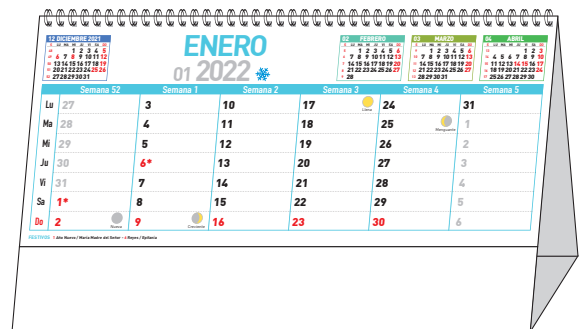 12 DICIEMBRE 2021
ENERO
01 2022
02 FEBRERO
03 MARZO
04 ABRIL
Semana 52 Semana 1 Semana 2 Semana 3 Semana 4 Semana 5
Lu 27 3 10 17 Llena 24 31
Ma 28 4 11 18 25 Menguante 1
Mi 29 5 12 19 26 2
Ju 30 6* 13 20 27 3
Vi 31 7 14 21 28 4
Sa 1* 8 15 22 29 5
Do 2 Nueva 9 Creciente 16 23 30 6
FESTIVOS 1 Año Nuevo / María Madre del Señor - 6 Reyes / Epifanía